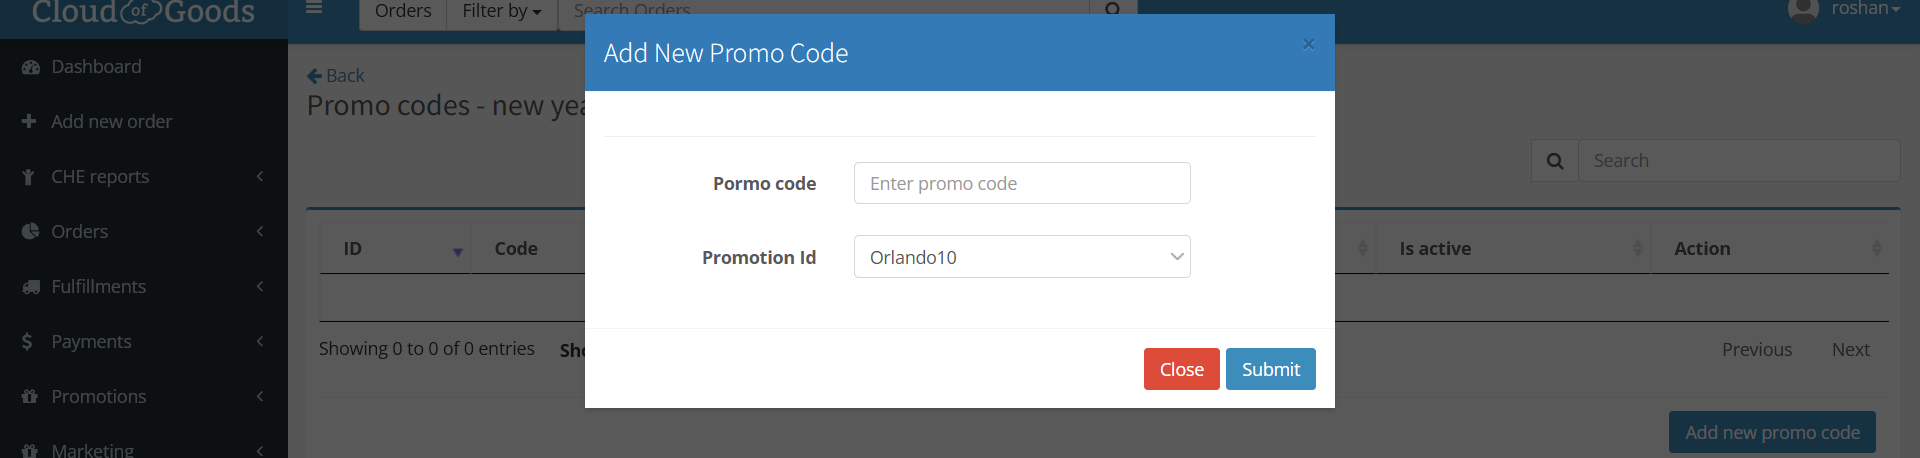 Cloud of Goods
Orders Filter by Search Orders
roshan
Dashboard
Add new order
CHE reports
Orders
Fulfillments
Payments
Promotions
Marketing
Back
Promo codes - new
Search
ID Code Is active Action
Showing 0 to 0 of 0 entries
Previous Next
Add new promo code
Add New Promo Code
×
Pormo code Enter promo code
Promotion Id Orlando10
Close Submit